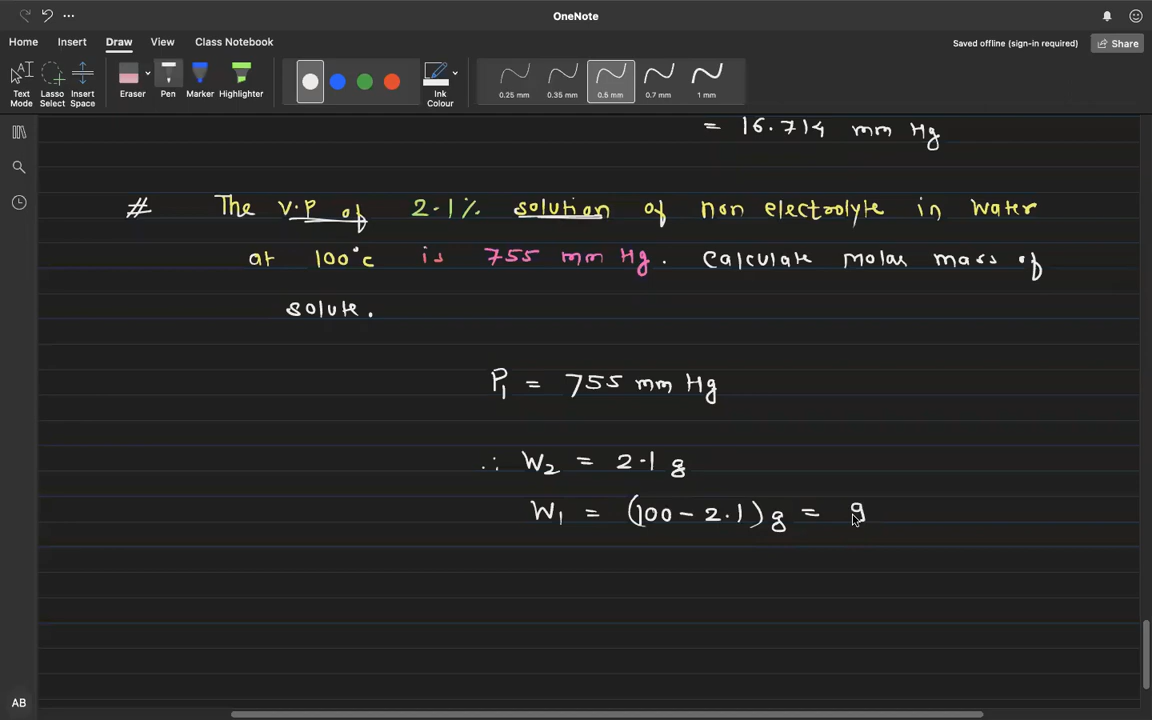 OneNote
Home Insert Draw View Class Notebook
Saved offline (sign-in required) Share
Text Mode Lasso Select Insert Space Eraser Pen Marker Highlighter Ink Colour 0.25 mm 0.35 mm 0.5 mm 0.7 mm 1 mm
= 16.714 mm Hg
# The V.P of 2.1% solution of non electrolyte in water
at 100°c is 755 mm Hg. calculate molar mass of
solute.
P₁ = 755 mm Hg
∴ W₂ = 2.1 g
W₁ = (100 - 2.1) g = 9
AB